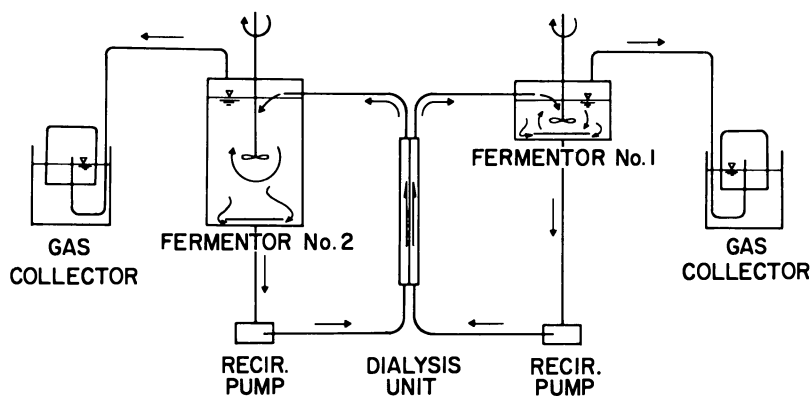 FERMENTOR No.1
FERMENTOR No.2
GAS
COLLECTOR
GAS
COLLECTOR
RECIR.
PUMP
DIALYSIS
UNIT
RECIR.
PUMP